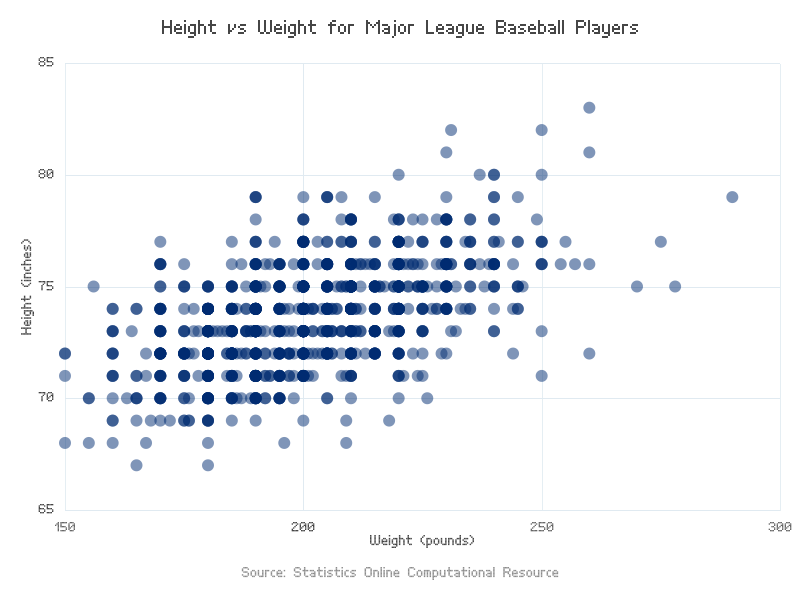 Height vs Weight for Major League Baseball Players
85
80
75
70
65
Height (inches)
150 200 250 300
Weight (pounds)
Source: Statistics Online Computational Resource